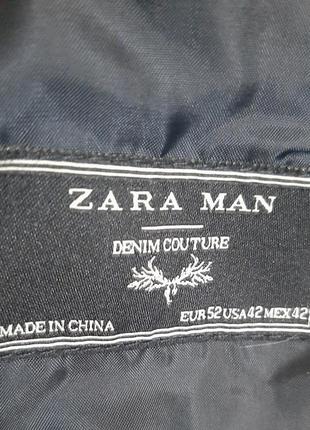 ZARA MAN
DENIM COUTURE
MADE IN CHINA
EUR 52 USA 42 MEX 42